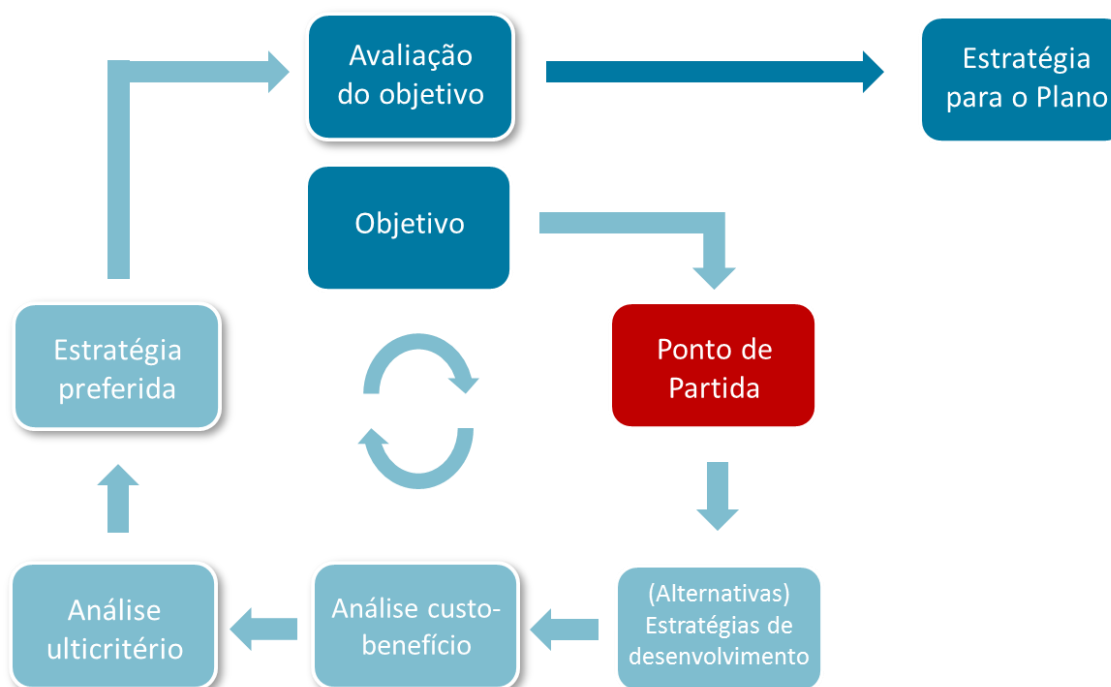 Avaliação
do objetivo
Estratégia
para o Plano
Objetivo
Estratégia
preferida
Ponto de
Partida
Análise
ulticritério
Análise custo-
benefício
(Alternativas)
Estratégias de
desenvolvimento